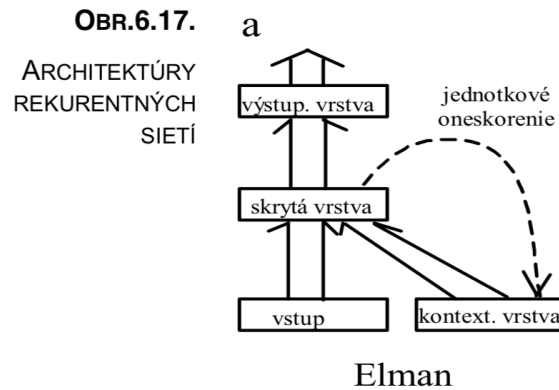 OBR.6.17.
ARCHITEKTÚRY
REKURENTNÝCH
SIETÍ
a
výstup. vrstva
jednotkové
oneskorenie
skrytá vrstva
vstup
kontext. vrstva
Elman